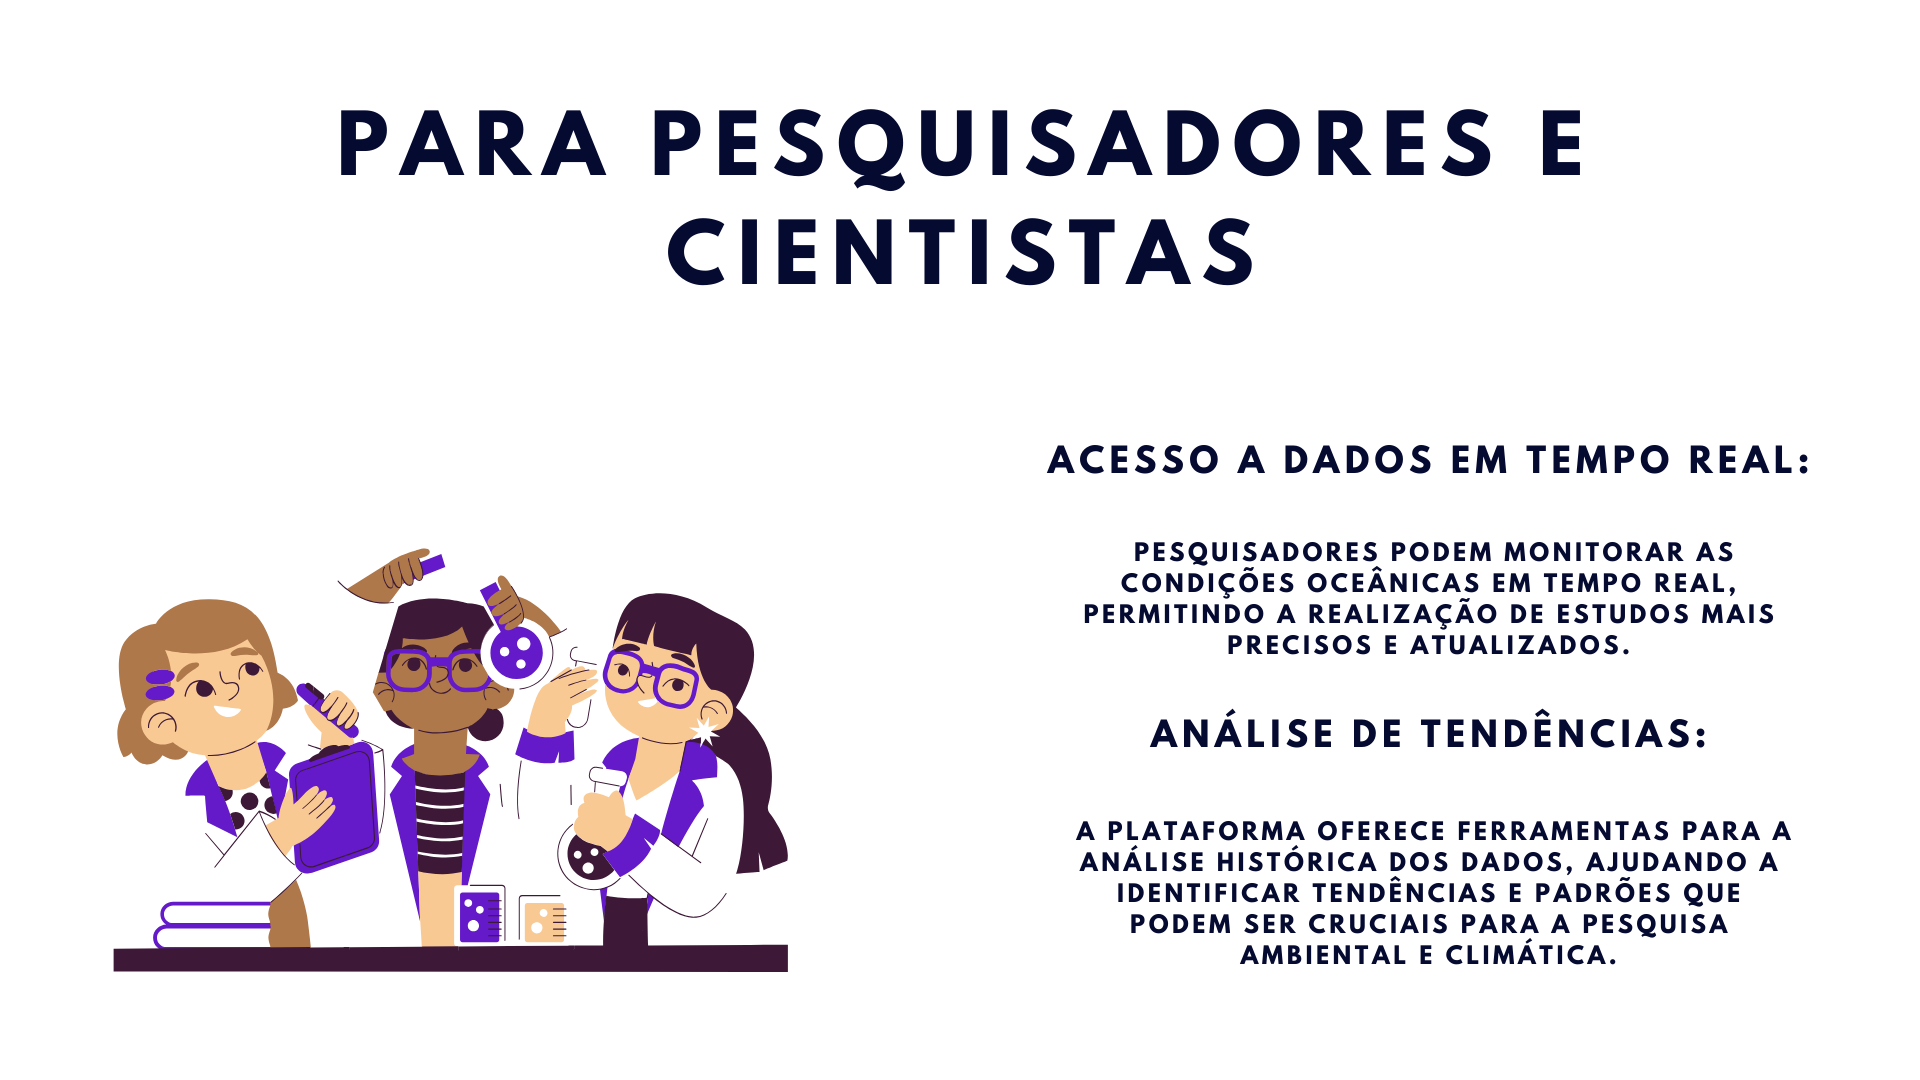 PARA PESQUISADORES E
CIENTISTAS
ACESSO A DADOS EM TEMPO REAL:
PESQUISADORES PODEM MONITORAR AS
CONDIÇÕES OCEÂNICAS EM TEMPO REAL,
PERMITINDO A REALIZAÇÃO DE ESTUDOS MAIS
PRECISOS E ATUALIZADOS.
ANÁLISE DE TENDÊNCIAS:
A PLATAFORMA OFERECE FERRAMENTAS PARA A
ANÁLISE HISTÓRICA DOS DADOS, AJUDANDO A
IDENTIFICAR TENDÊNCIAS E PADRÕES QUE
PODEM SER CRUCIAIS PARA A PESQUISA
AMBIENTAL E CLIMÁTICA.